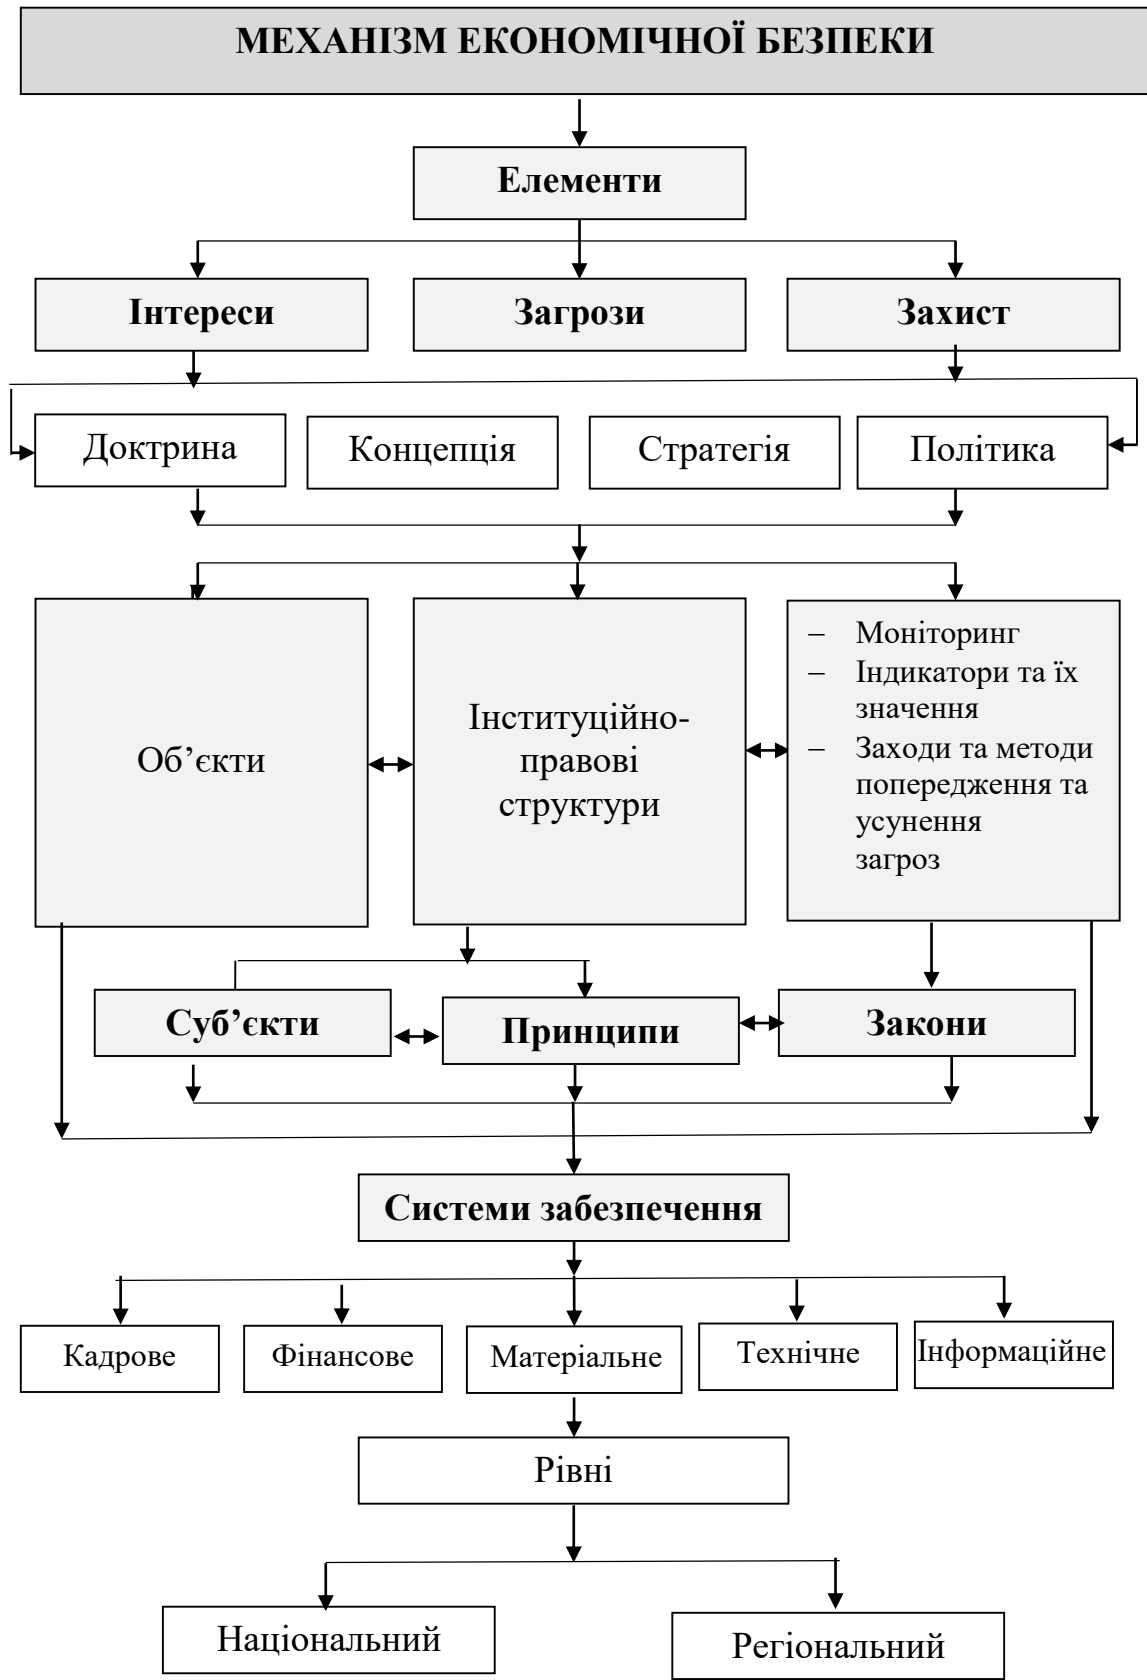 МЕХАНІЗМ ЕКОНОМІЧНОЇ БЕЗПЕКИ
Елементи
Інтереси
Загрози
Захист
Доктрина
Концепція
Стратегія
Політика
Об’єкти
Інституційно-
правові
структури
– Моніторинг
– Індикатори та їх
значення
– Заходи та методи
попередження та
усунення
загроз
Суб’єкти
Принципи
Закони
Системи забезпечення
Кадрове
Фінансове
Матеріальне
Технічне
Інформаційне
Рівні
Національний
Регіональний